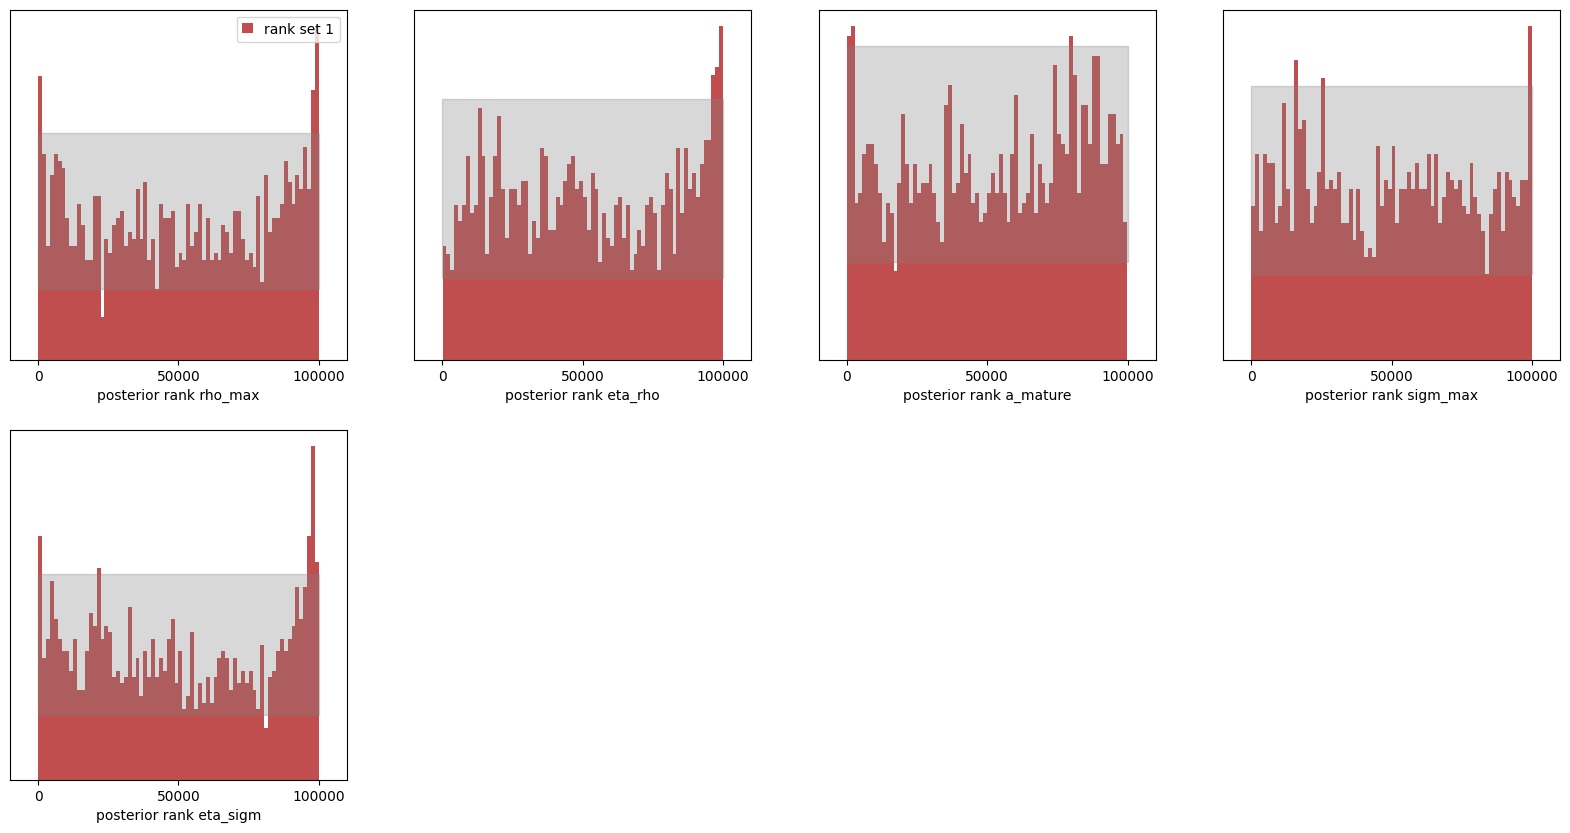 rank set 1
0 50000 100000
posterior rank rho_max
0 50000 100000
posterior rank eta_rho
0 50000 100000
posterior rank a_mature
0 50000 100000
posterior rank sigm_max
0 50000 100000
posterior rank eta_sigm